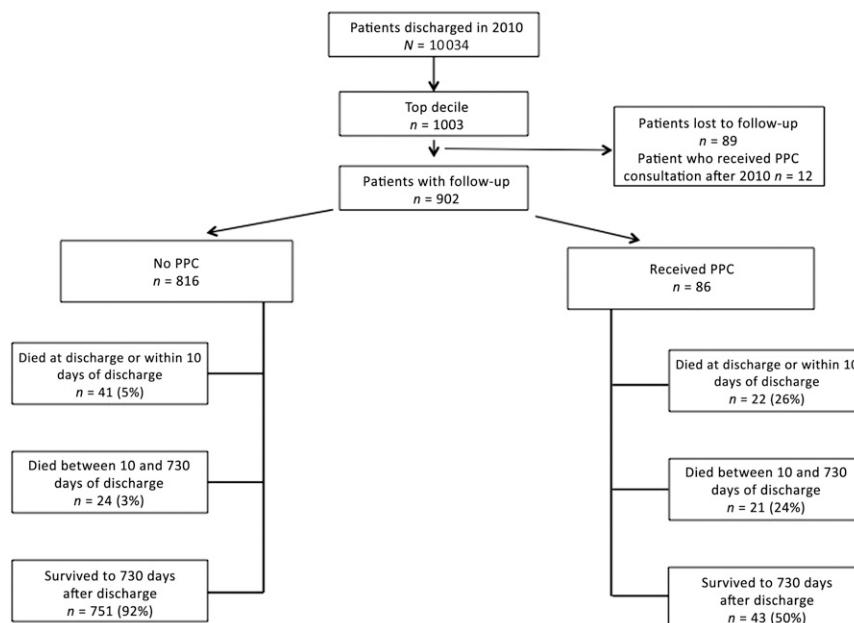 Patients discharged in 2010
N = 10 034
Top decile
n = 1003
Patients lost to follow-up
n = 89
Patient who received PPC
consultation after 2010 n = 12
Patients with follow-up
n = 902
No PPC
n = 816
Received PPC
n = 86
Died at discharge or within 10
days of discharge
n = 41 (5%)
Died at discharge or within 10
days of discharge
n = 22 (26%)
Died between 10 and 730
days of discharge
n = 24 (3%)
Died between 10 and 730
days of discharge
n = 21 (24%)
Survived to 730 days
after discharge
n = 751 (92%)
Survived to 730 days
after discharge
n = 43 (50%)